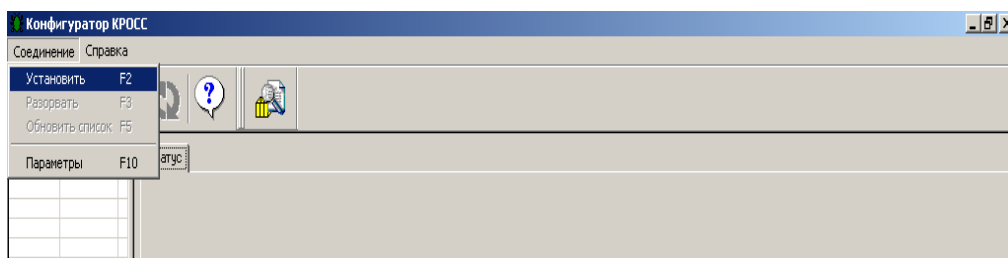 Конфигуратор КРОСС
Соединение Справка
Установить F2
Разорвать F3
Обновить список F5
Параметры F10
атус